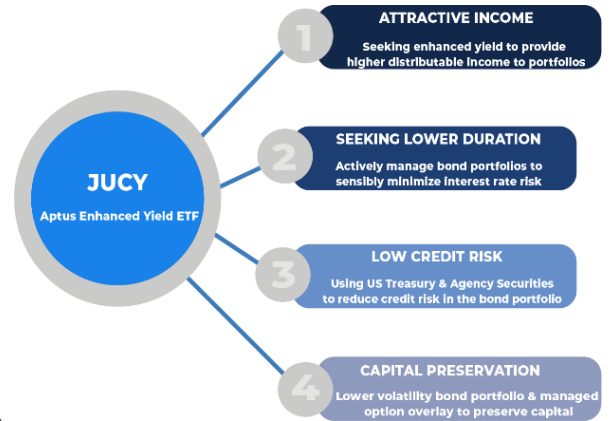 JUCY
Aptus Enhanced Yield ETF
1
ATTRACTIVE INCOME
Seeking enhanced yield to provide
higher distributable income to portfolios
2
SEEKING LOWER DURATION
Actively manage bond portfolios to
sensibly minimize interest rate risk
3
LOW CREDIT RISK
Using US Treasury & Agency Securities
to reduce credit risk in the bond portfolio
4
CAPITAL PRESERVATION
Lower volatility bond portfolio & managed
option overlay to preserve capital